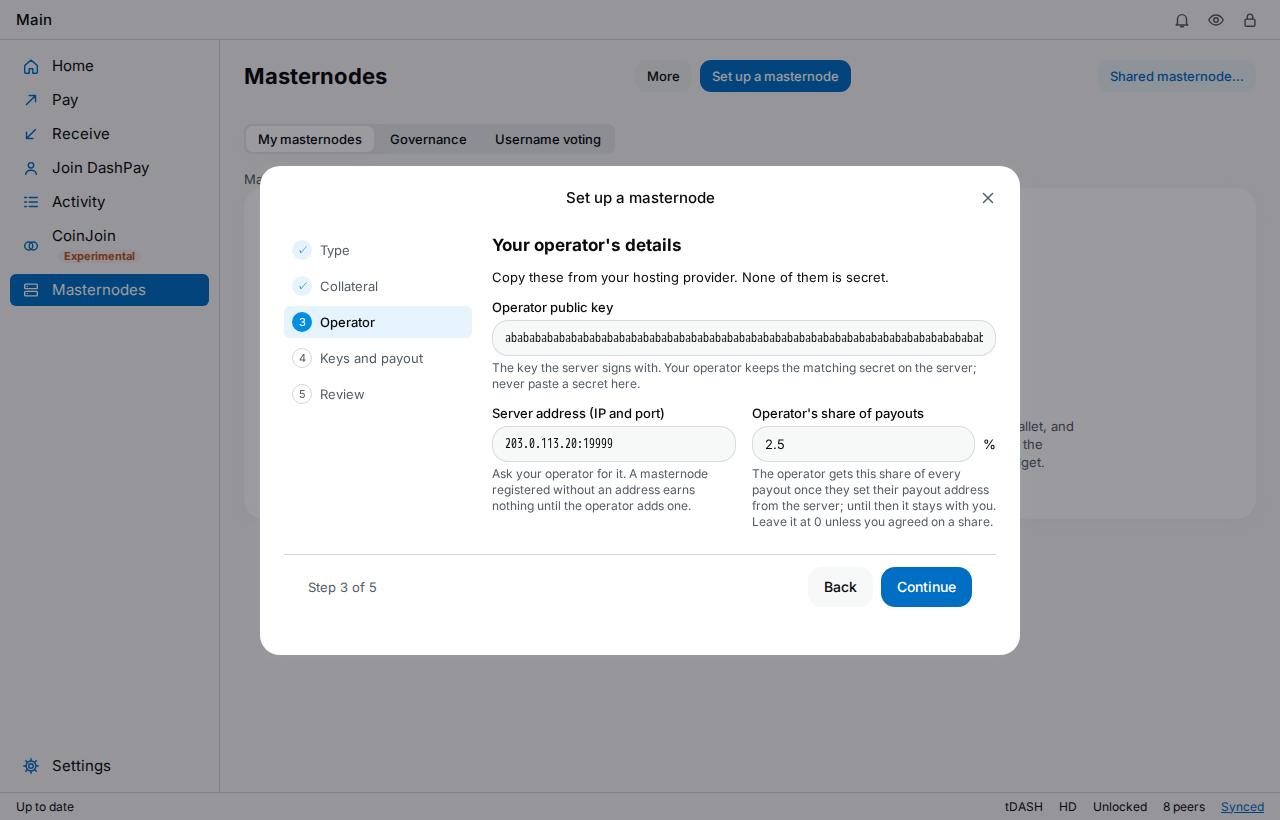 Main
Home
Pay
Receive
Join DashPay
Activity
CoinJoin
Experimental
Masternodes
Settings
Masternodes
More
Set up a masternode
Shared masternode...
My masternodes
Governance
Username voting
Set up a masternode
✓ Type
✓ Collateral
3 Operator
4 Keys and payout
5 Review
Your operator's details
Copy these from your hosting provider. None of them is secret.
Operator public key
The key the server signs with. Your operator keeps the matching secret on the server;
never paste a secret here.
Server address (IP and port)
203.0.113.20:19999
Ask your operator for it. A masternode
registered without an address earns
nothing until the operator adds one.
Operator's share of payouts
2.5 %
The operator gets this share of every
payout once they set their payout address
from the server; until then it stays with you.
Leave it at 0 unless you agreed on a share.
and
the
Step 3 of 5
Back
Continue
Up to date
tDASH
HD
Unlocked
8 peers
Synced